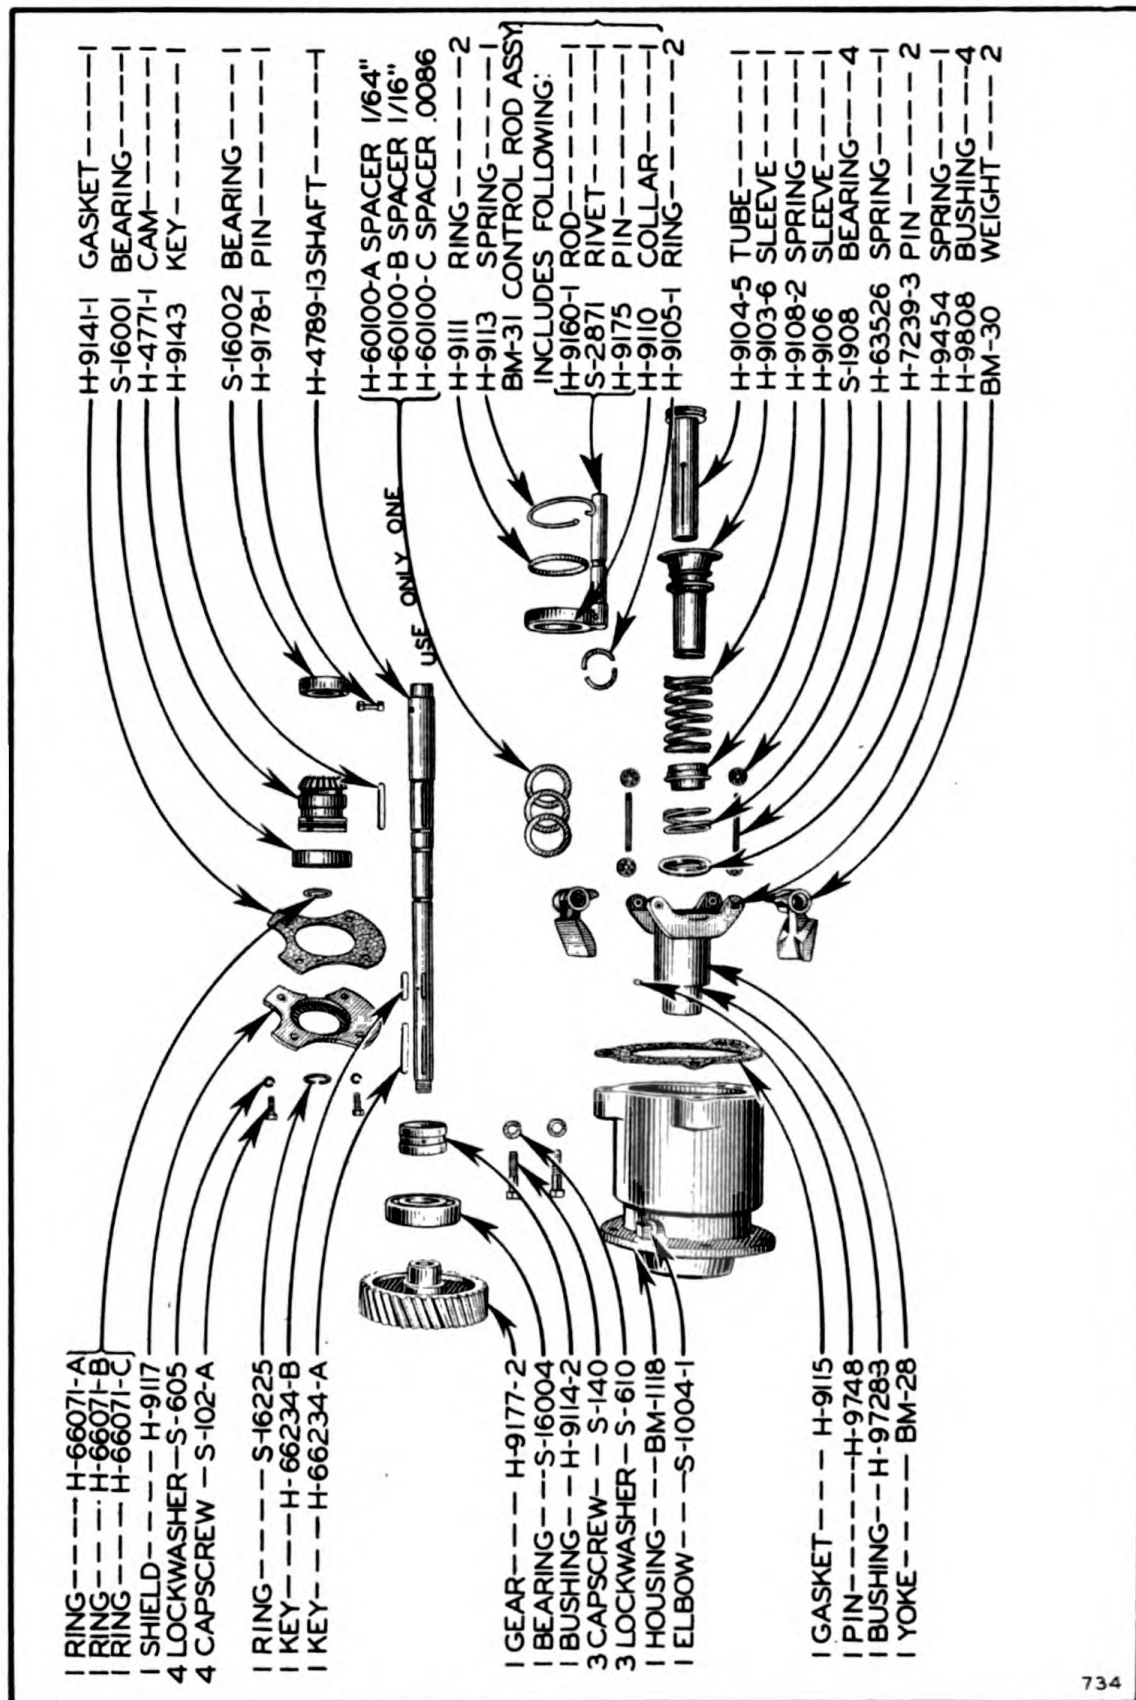 H-9141-1 GASKET------1
S-16001 BEARING----1
H-4771-1 CAM--------1
H-9143 KEY--------1
S-16002 BEARING---1
H-9178-1 PIN-------1
H-4789-13 SHAFT----1
USE ONLY ONE
H-60100-A SPACER 1/64"
H-60100-B SPACER 1/16"
H-60100-C SPACER .0086
H-9111 RING-------2
H-9113 SPRING-----1
BM-31 CONTROL ROD ASSY.
INCLUDES FOLLOWING:
H-9160-1 ROD------1
S-2871 RIVET-----1
H-9175 PIN-------1
H-9110 COLLAR----1
H-9105-1 RING-----2
H-9104-5 TUBE------1
H-9103-6 SLEEVE----1
H-9108-2 SPRING----1
H-9106 SLEEVE----1
S-1908 BEARING---4
H-63526 SPRING----1
H-7239-3 PIN----2
H-9454 SPRING----1
H-9808 BUSHING---4
BM-30 WEIGHT---2
1 RING-----H-66071-A
1 RING----H-66071-B
1 RING----H-66071-C
1 SHIELD-----H-9117
4 LOCKWASHER--S-605
4 CAPSCREW--S-102-A
1 RING-----S-16225
1 KEY----H-66234-B
1 KEY----H-66234-A
1 GEAR----H-9177-2
1 BEARING---S-16004
1 BUSHING--H-9114-2
3 CAPSCREW--S-140
3 LOCKWASHER--S-610
1 HOUSING---BM-1118
1 ELBOW----S-1004-1
1 GASKET----H-9115
1 PIN-----H-9748
1 BUSHING---H-9728-3
1 YOKE-----BM-28
734